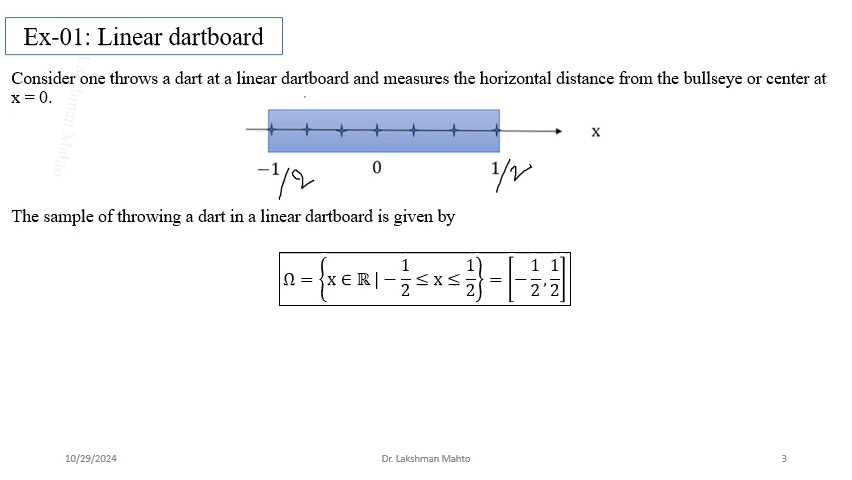 Ex-01: Linear dartboard
Consider one throws a dart at a linear dartboard and measures the horizontal distance from the bullseye or center at
x = 0.
x
−1/2 0 1/2
The sample of throwing a dart in a linear dartboard is given by
Ω = {x ∈ ℝ | −1/2 ≤ x ≤ 1/2} = [−1/2, 1/2]
Lakshman Mahto
10/29/2024 Dr. Lakshman Mahto 3